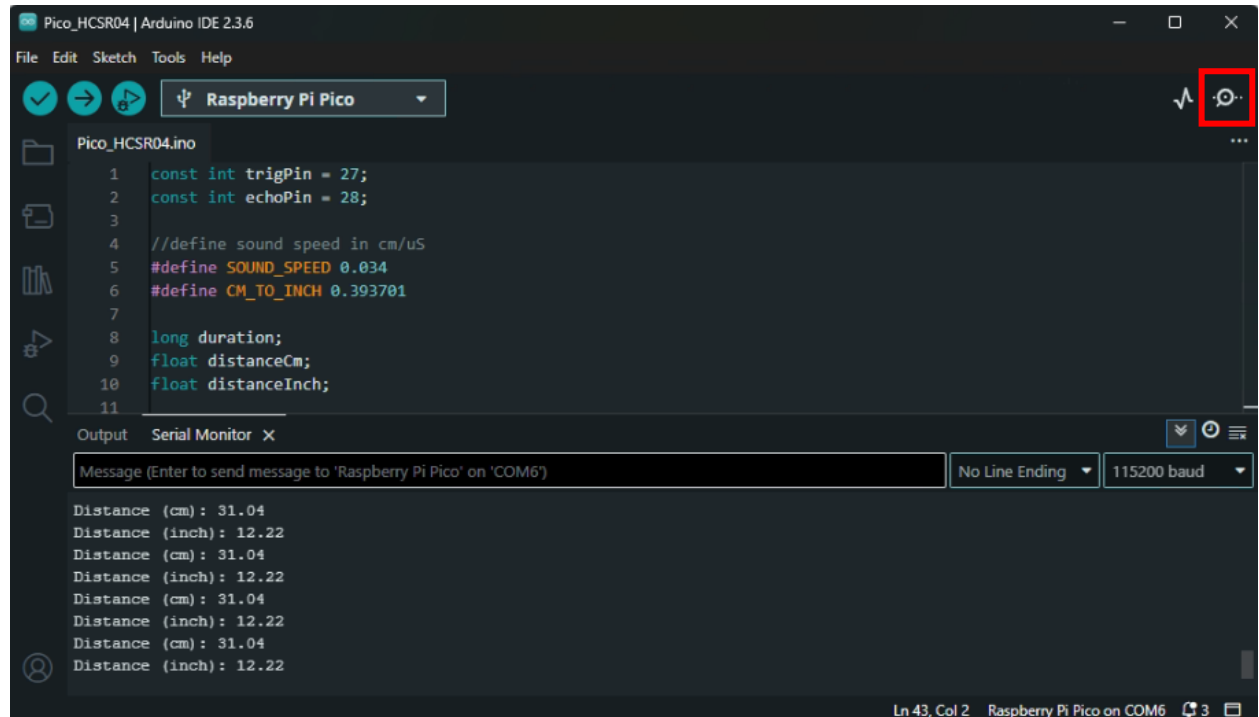 Pico_HCSR04 | Arduino IDE 2.3.6
File Edit Sketch Tools Help
Raspberry Pi Pico
Pico_HCSR04.ino
1 const int trigPin = 27;
2 const int echoPin = 28;
3
4 //define sound speed in cm/uS
5 #define SOUND_SPEED 0.034
6 #define CM_TO_INCH 0.393701
7
8 long duration;
9 float distanceCm;
10 float distanceInch;
11
Output Serial Monitor
Message (Enter to send message to 'Raspberry Pi Pico' on 'COM6') No Line Ending 115200 baud
Distance (cm): 31.04
Distance (inch): 12.22
Distance (cm): 31.04
Distance (inch): 12.22
Distance (cm): 31.04
Distance (inch): 12.22
Distance (cm): 31.04
Distance (inch): 12.22
Ln 43, Col 2 Raspberry Pi Pico on COM6 3